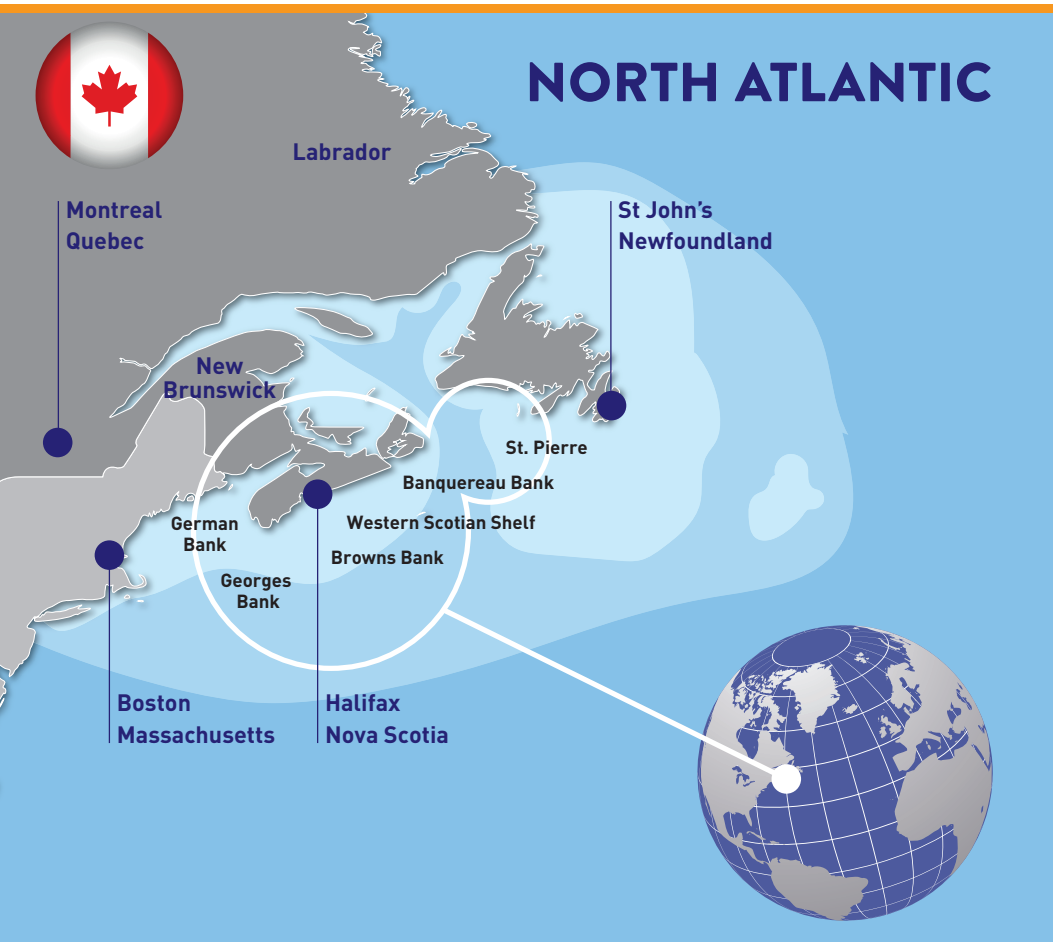 NORTH ATLANTIC
Labrador
Montreal
Quebec
St John’s
Newfoundland
New
Brunswick
St. Pierre
Banquereau Bank
German
Bank
Western Scotian Shelf
Browns Bank
Georges
Bank
Boston
Massachusetts
Halifax
Nova Scotia